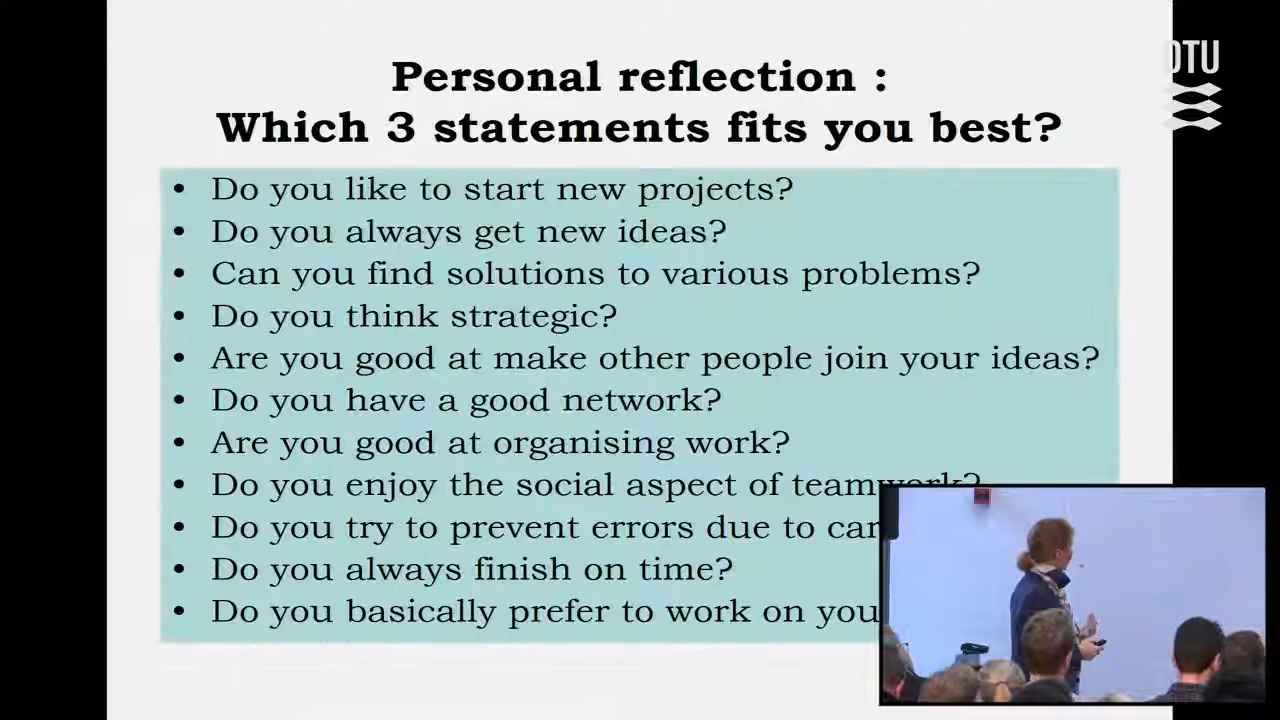 Personal reflection :
Which 3 statements fits you best?
DTU
• Do you like to start new projects?
• Do you always get new ideas?
• Can you find solutions to various problems?
• Do you think strategic?
• Are you good at make other people join your ideas?
• Do you have a good network?
• Are you good at organising work?
• Do you enjoy the social aspect of teamwork?
• Do you try to prevent errors due to
• Do you always finish on time?
• Do you basically prefer to work on